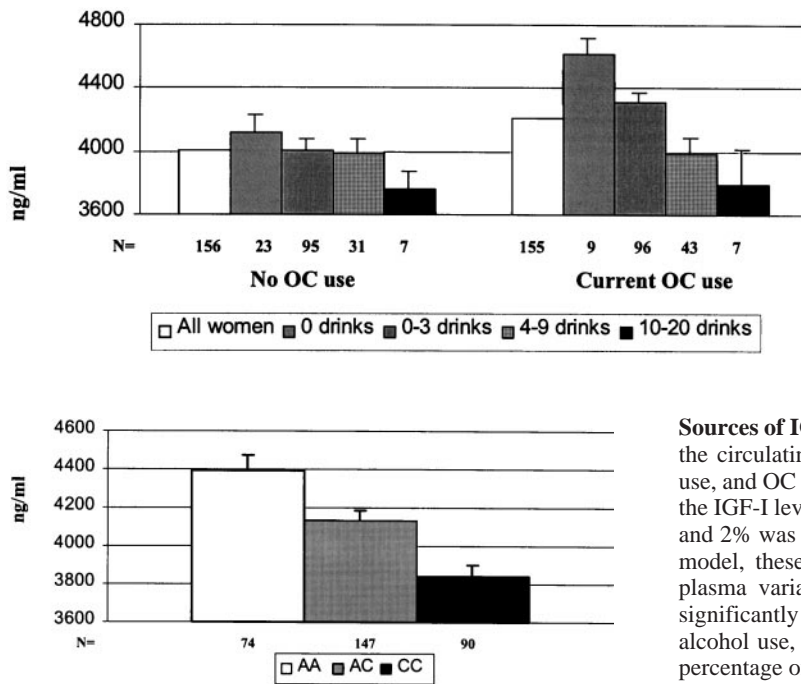 4800
4400
4000
3600
ng/ml
N= 156 23 95 31 7 155 9 96 43 7
No OC use Current OC use
All women 0 drinks 0-3 drinks 4-9 drinks 10-20 drinks
4600
4400
4200
4000
3800
3600
ng/ml
N= 74 147 90
AA AC CC
Sources of IG
the circulatin
use, and OC
the IGF-I lev
and 2% was
model, these
plasma varia
significantly
alcohol use,
percentage o